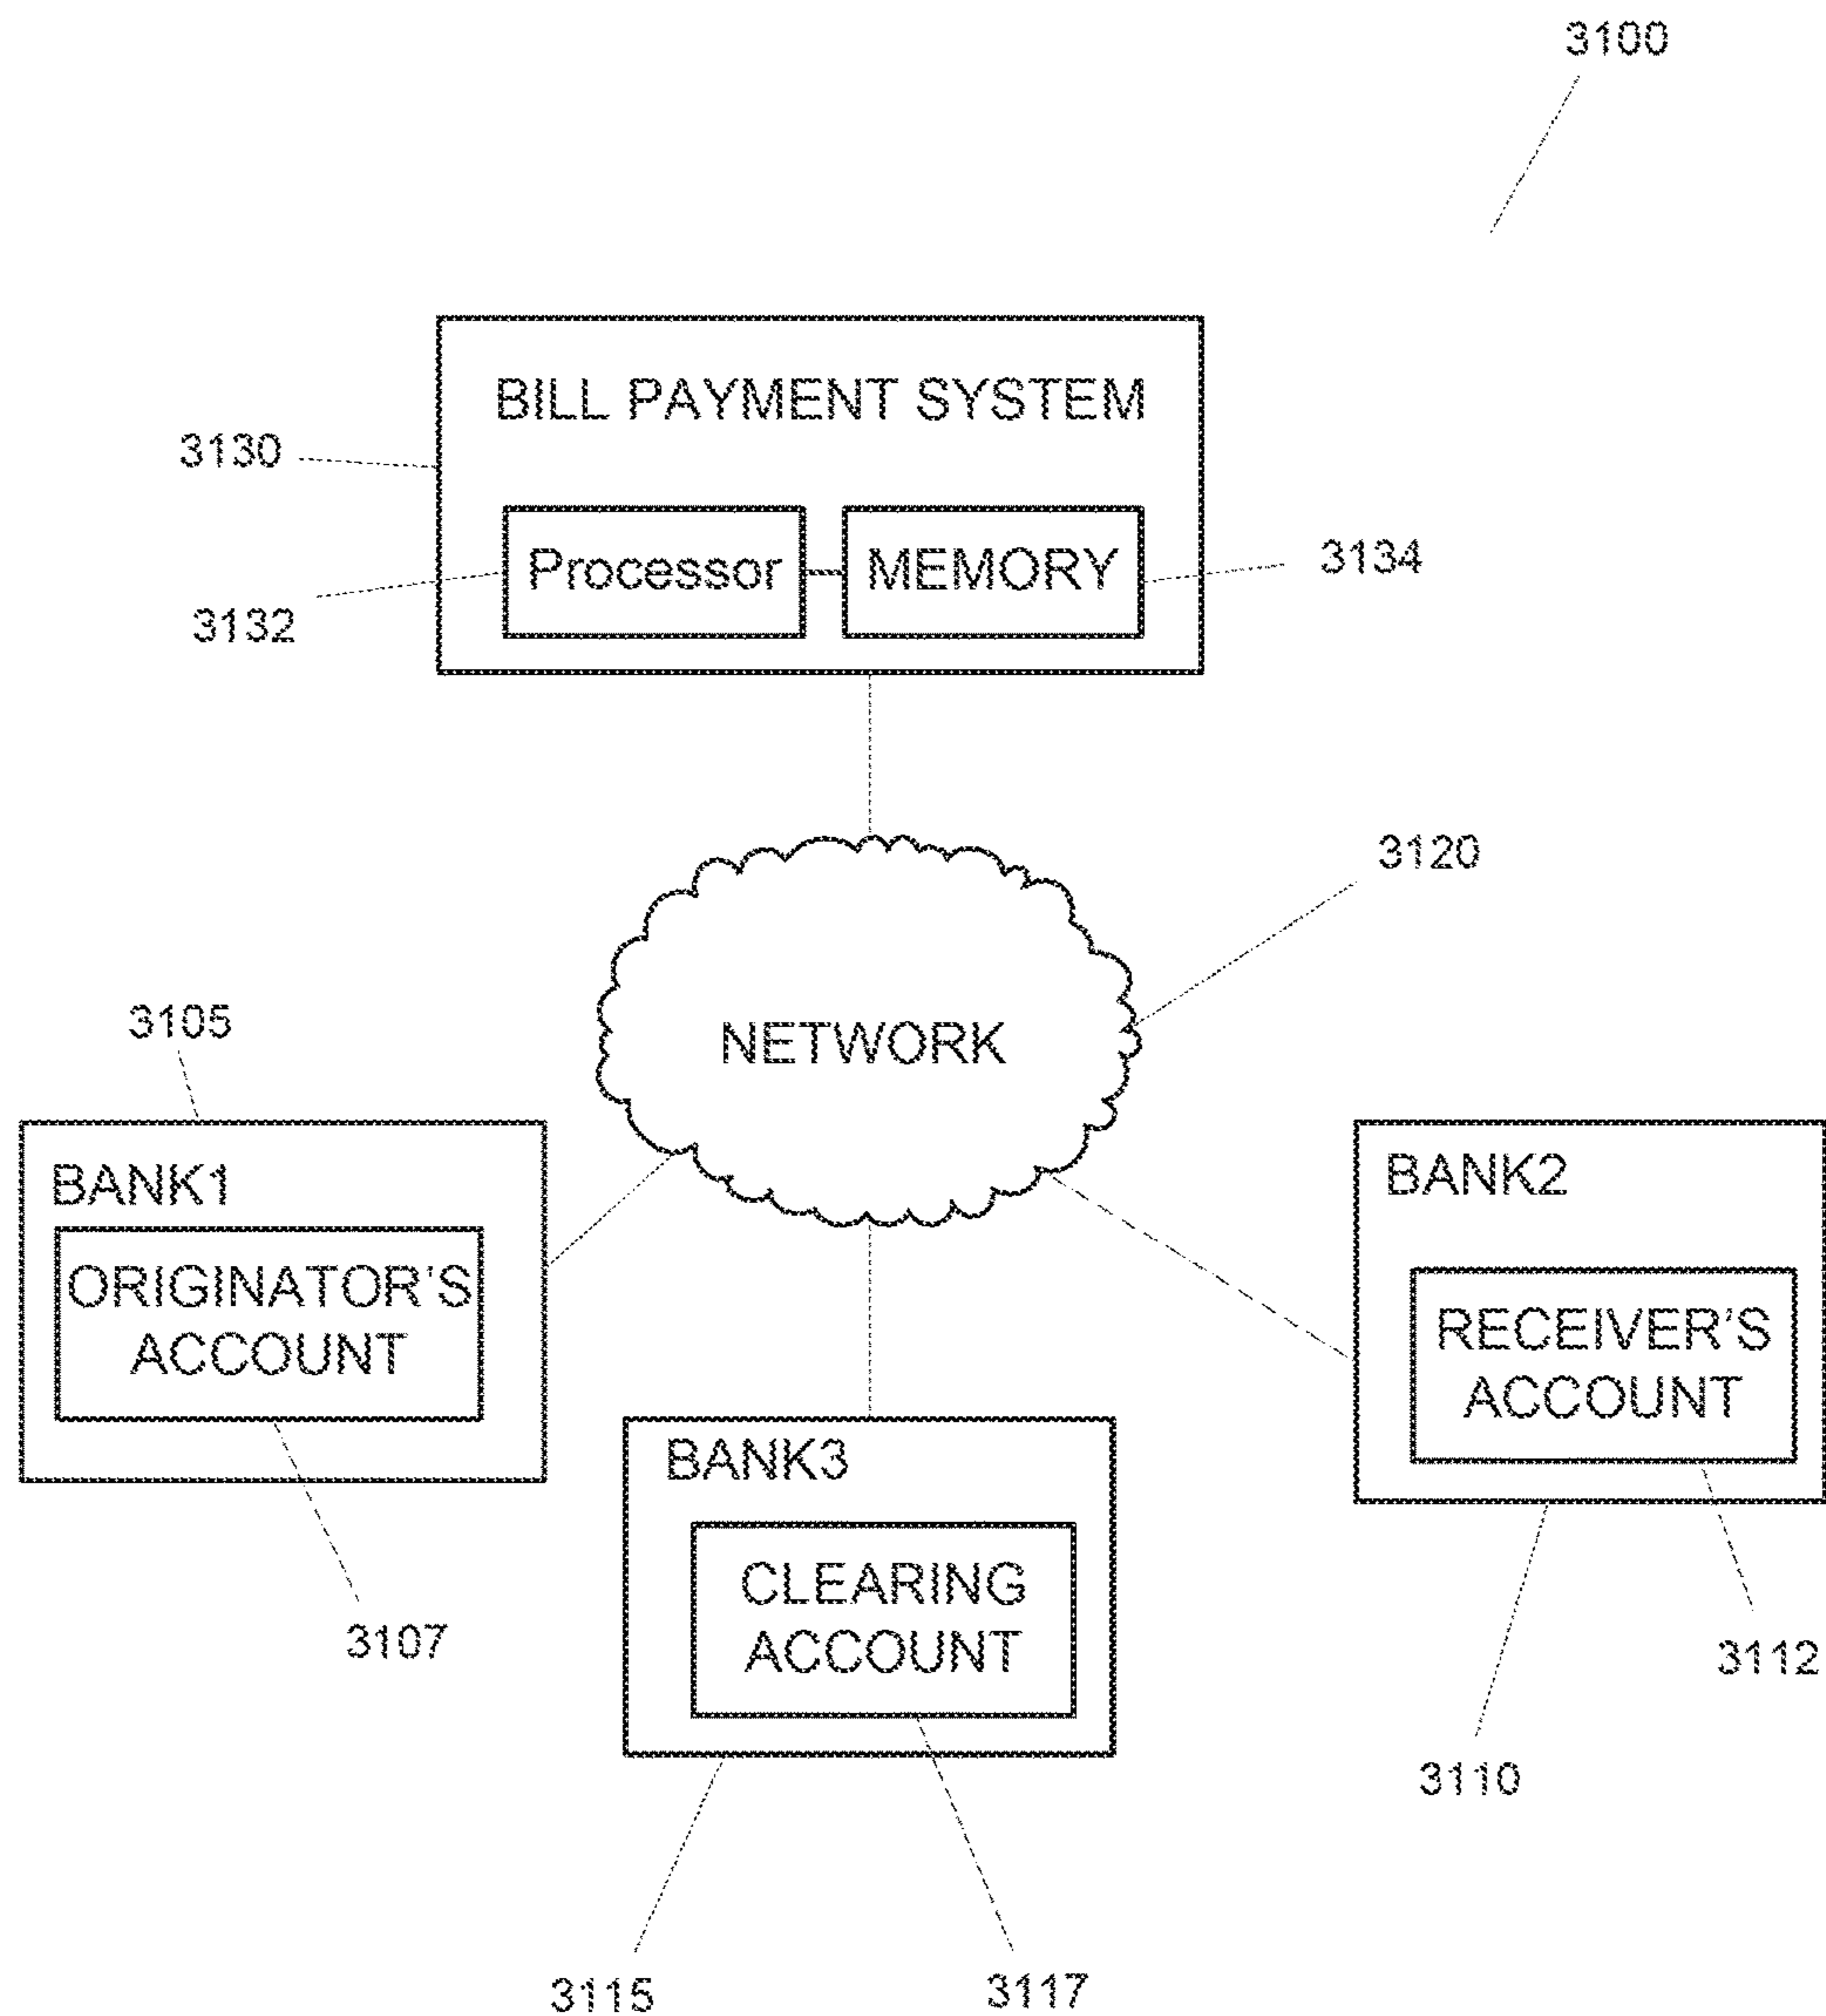 3100
BILL PAYMENT SYSTEM
3130
Processor
MEMORY
3134
3132
3120
NETWORK
3105
BANK1
ORIGINATOR'S
ACCOUNT
BANK2
RECEIVER'S
ACCOUNT
BANK3
CLEARING
ACCOUNT
3107
3112
3110
3115
3117